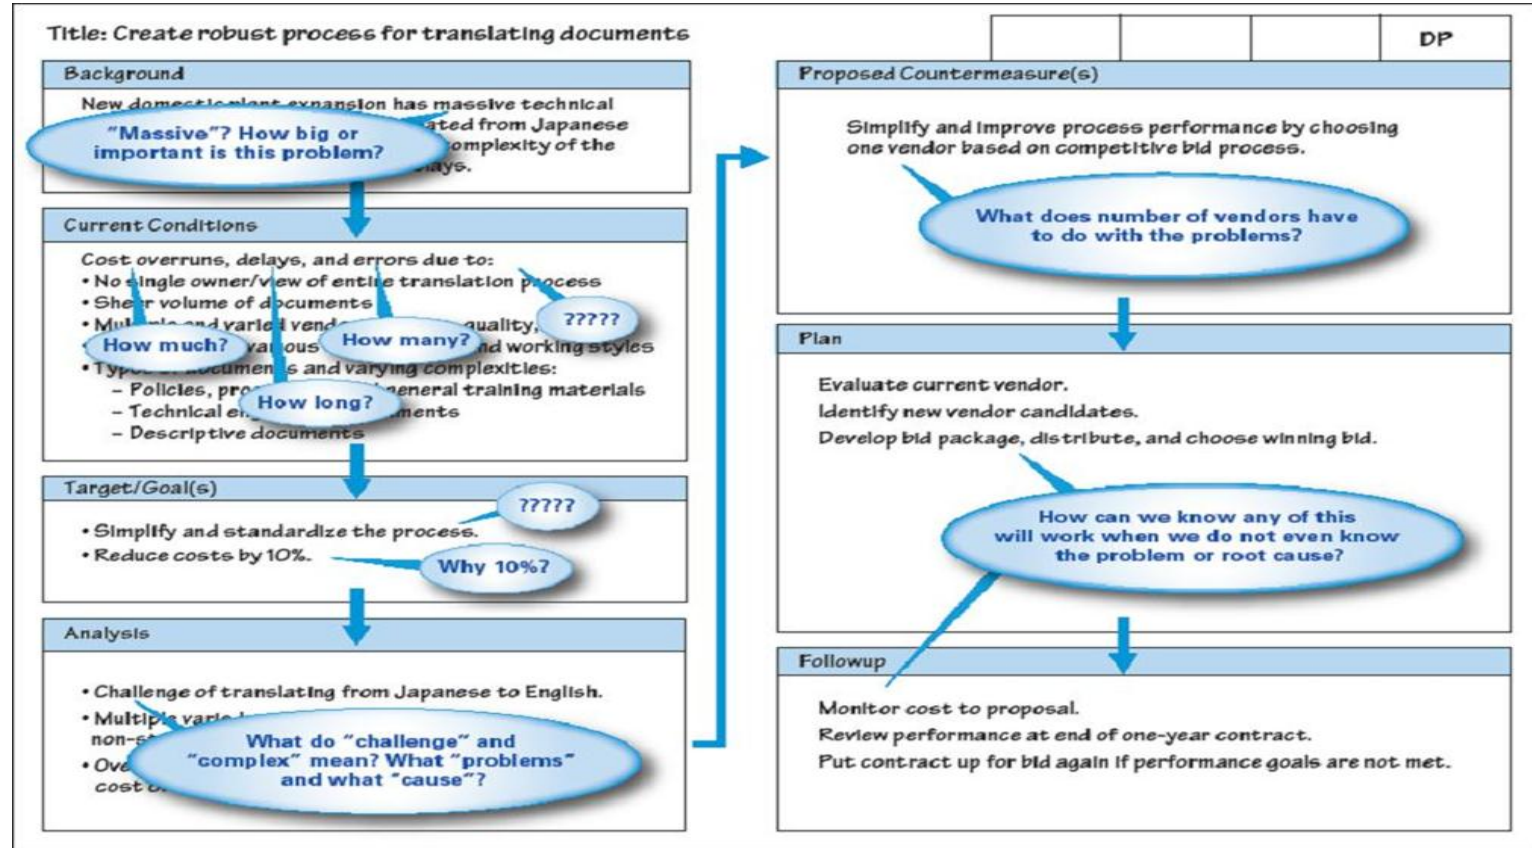 Title: Create robust process for translating documents
DP
Background
New domestic plant expansion has massive technical
ated from Japanese
omplexity of the
ays.
"Massive"? How big or
important is this problem?
Current Conditions
Cost overruns, delays, and errors due to:
• No single owner/view of entire translation process
• Sheer volume of documents
• Multiple and varied quality,
various nd working styles
• Types of documents and varying complexities:
– Policies, general training materials
– Technical
– Descriptive documents
How much?
How many?
?????
How long?
Target/Goal(s)
• Simplify and standardize the process.
• Reduce costs by 10%.
?????
Why 10%?
Analysis
• Challenge of translating from Japanese to English.
• Multiple
cost
What do "challenge" and
"complex" mean? What "problems"
and what "cause"?
Proposed Countermeasure(s)
Simplify and improve process performance by choosing
one vendor based on competitive bid process.
What does number of vendors have
to do with the problems?
Plan
Evaluate current vendor.
Identify new vendor candidates.
Develop bid package, distribute, and choose winning bid.
How can we know any of this
will work when we do not even know
the problem or root cause?
Followup
Monitor cost to proposal.
Review performance at end of one-year contract.
Put contract up for bid again if performance goals are not met.